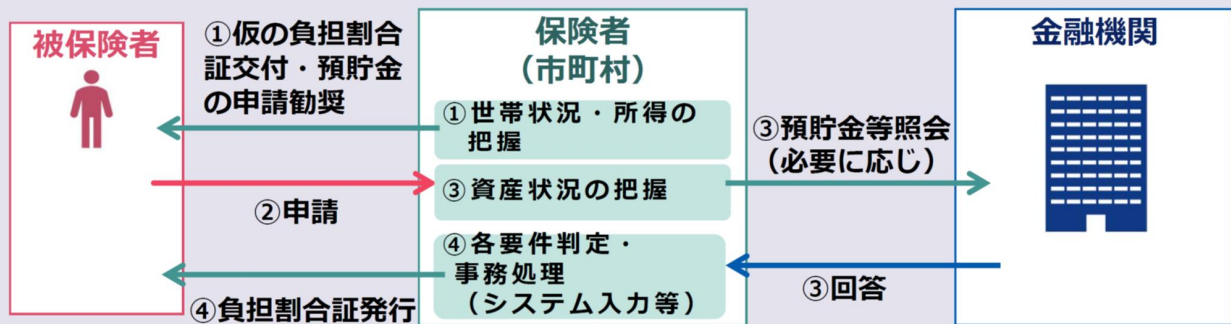 被保険者
①仮の負担割合
証交付・預貯金
の申請勧奨
②申請
④負担割合証発行
保険者
（市町村）
①世帯状況・所得の
把握
③資産状況の把握
④各要件判定・
事務処理
（システム入力等）
③預貯金等照会
（必要に応じ）
③回答
金融機関